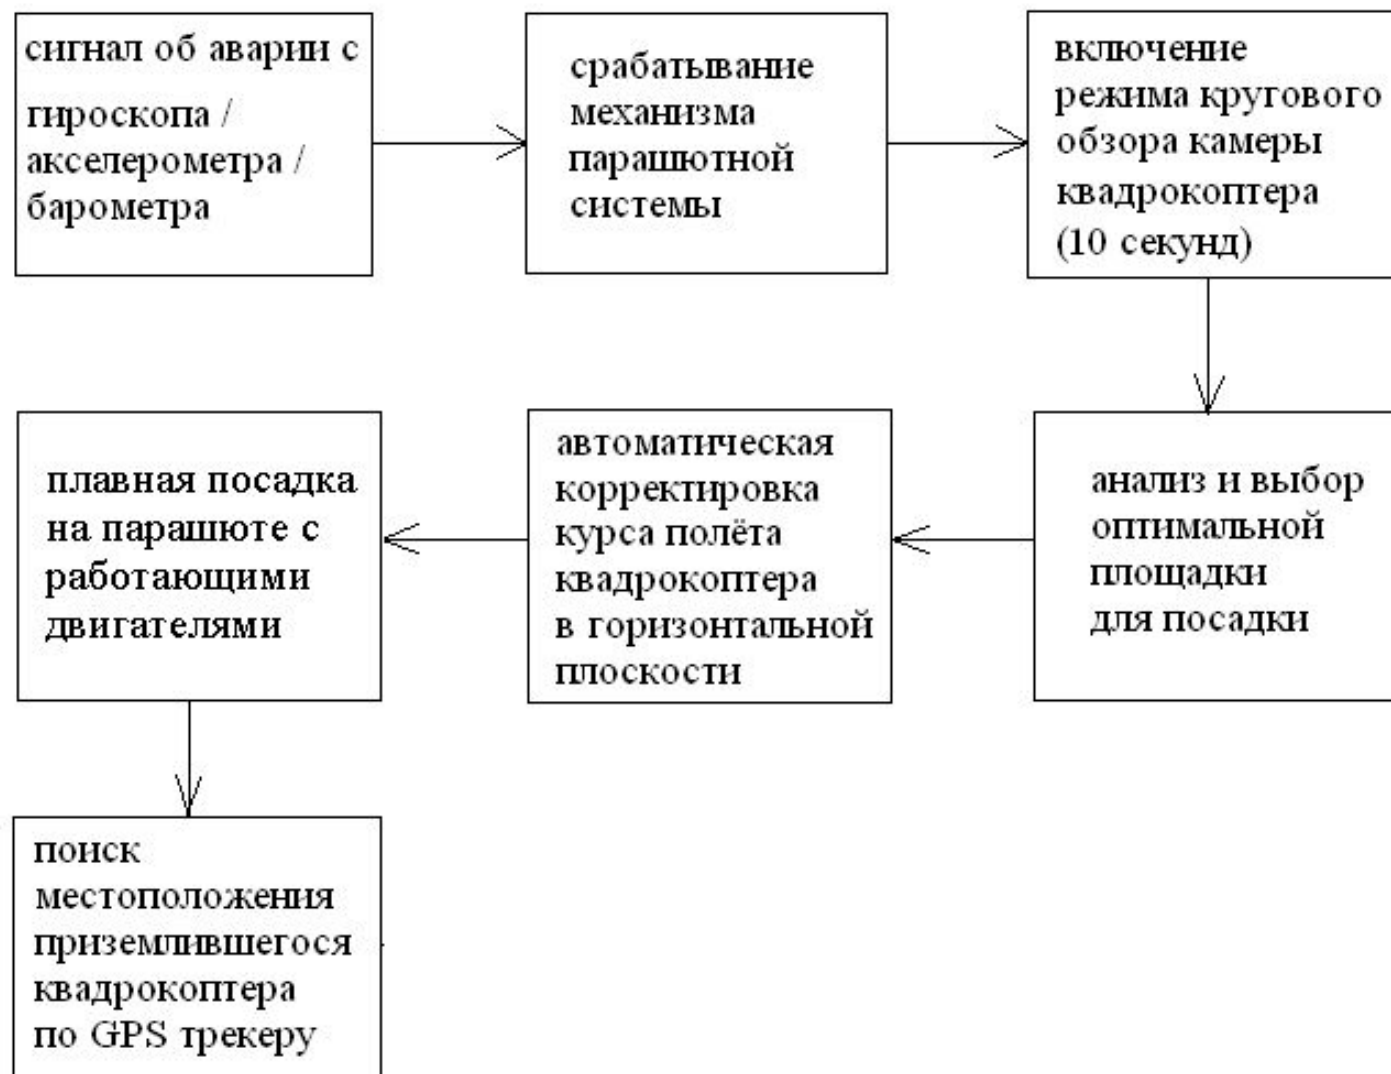 сигнал об аварии с
гироскопа /
акселерометра /
барометра
срабатывание
механизма
парашютной
системы
включение
режима кругового
обзора камеры
квадрокоптера
(10 секунд)
анализ и выбор
оптимальной
площадки
для посадки
автоматическая
корректировка
курса полёта
квадрокоптера
в горизонтальной
плоскости
плавная посадка
на парашюте с
работающими
двигателями
поиск
местоположения
приземлившегося
квадрокоптера
по GPS трекеру